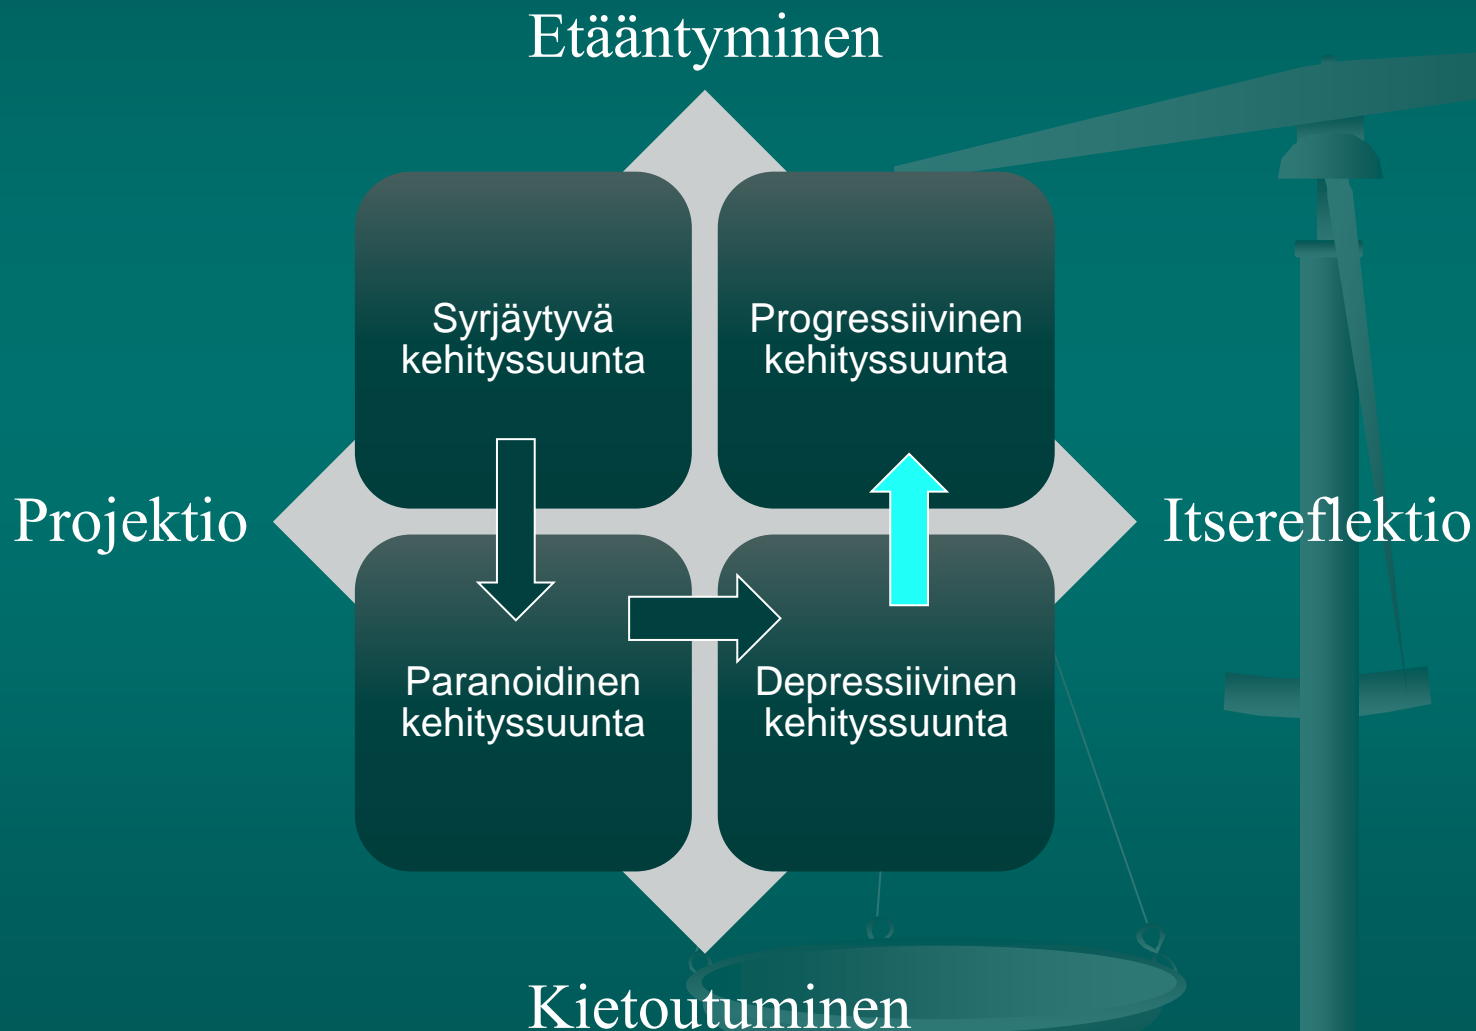 Etääntyminen
Syrjäytyvä
kehityssuunta
Progressiivinen
kehityssuunta
Projektio
Itsereflektio
Paranoidinen
kehityssuunta
Depressiivinen
kehityssuunta
Kietoutuminen